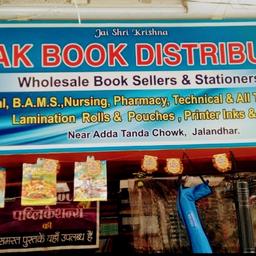 Jai Shri Krishna
AK BOOK DISTRIBU
Wholesale Book Sellers & Stationers
al, B.A.M.S.,Nursing, Pharmacy, Technical & All T
Lamination Rolls & Pouches , Printer Inks &
Near Adda Tanda Chowk, Jalandhar.
पब्लिकेशन्स
की
समस्त पुस्तकें यहाँ उपलब्ध हैं